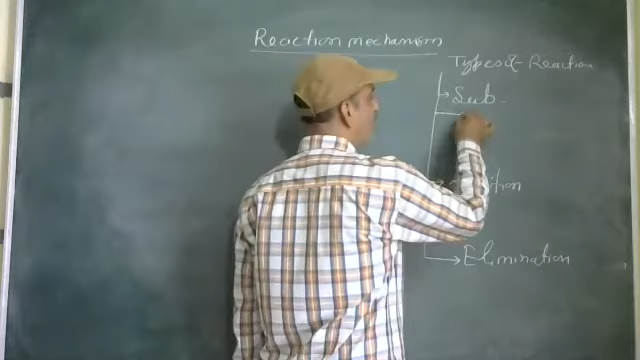 Reaction mechanism
Types of Reaction
Sub.
Elimination